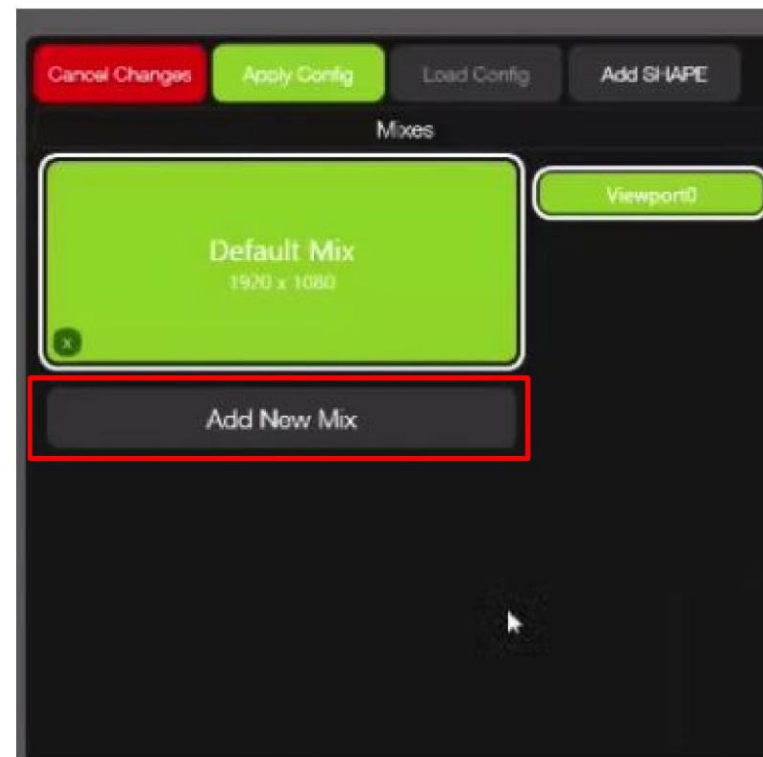 Cancel Changes Apply Config Load Config Add SHAPE
Mixes
Default Mix
1920 x 1080
Viewport0
x
Add New Mix